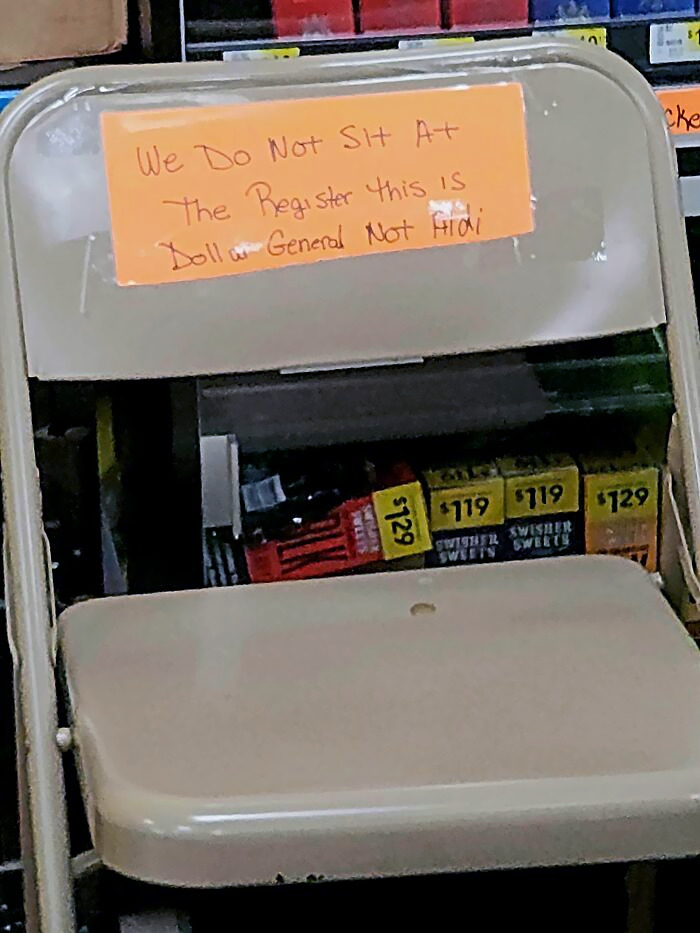 We Do Not Sit At
The Register this is
Dollar General Not Aldi
cke
$129
$119
$119
$129
SWISHER
SWEETS
SWISHER
SWEETS